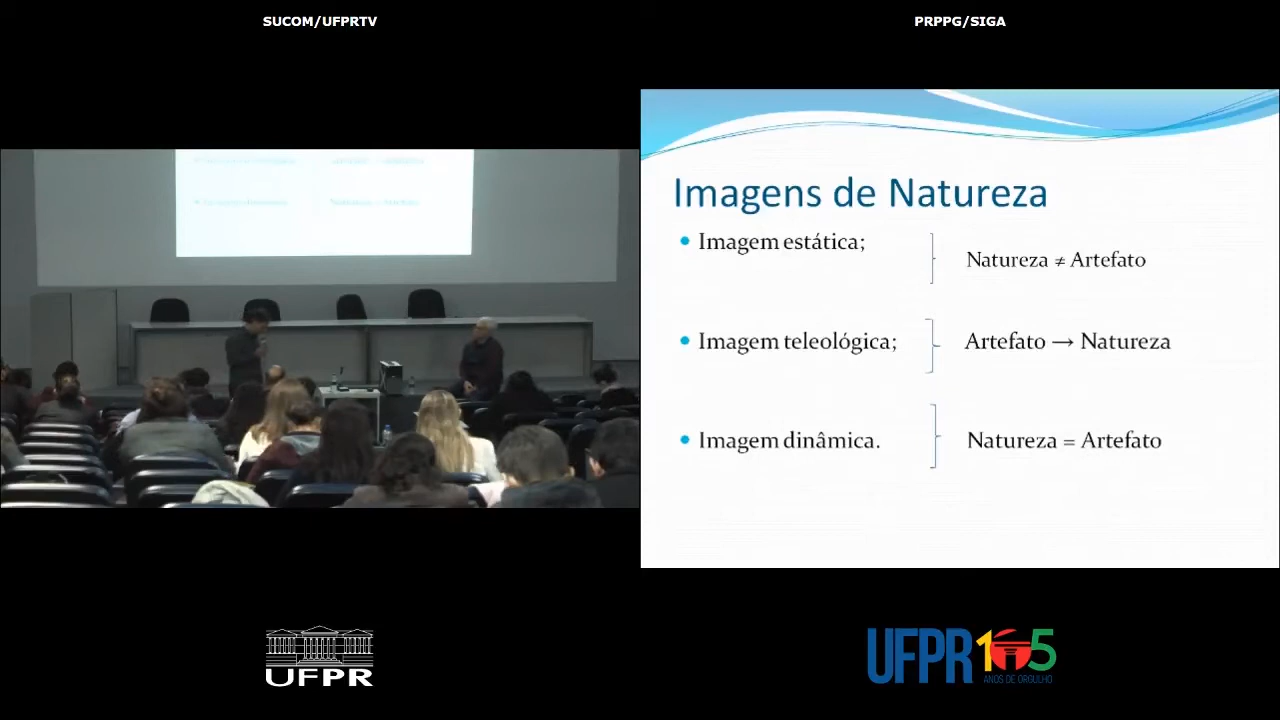 SUCOM/UFPRTV
PRPPG/SIGA
Imagens de Natureza
Imagem estática;
Natureza ≠ Artefato
Imagem teleológica;
Artefato → Natureza
Imagem dinâmica.
Natureza = Artefato
UFPR
UFPR 105
ANOS DE ORGULHO